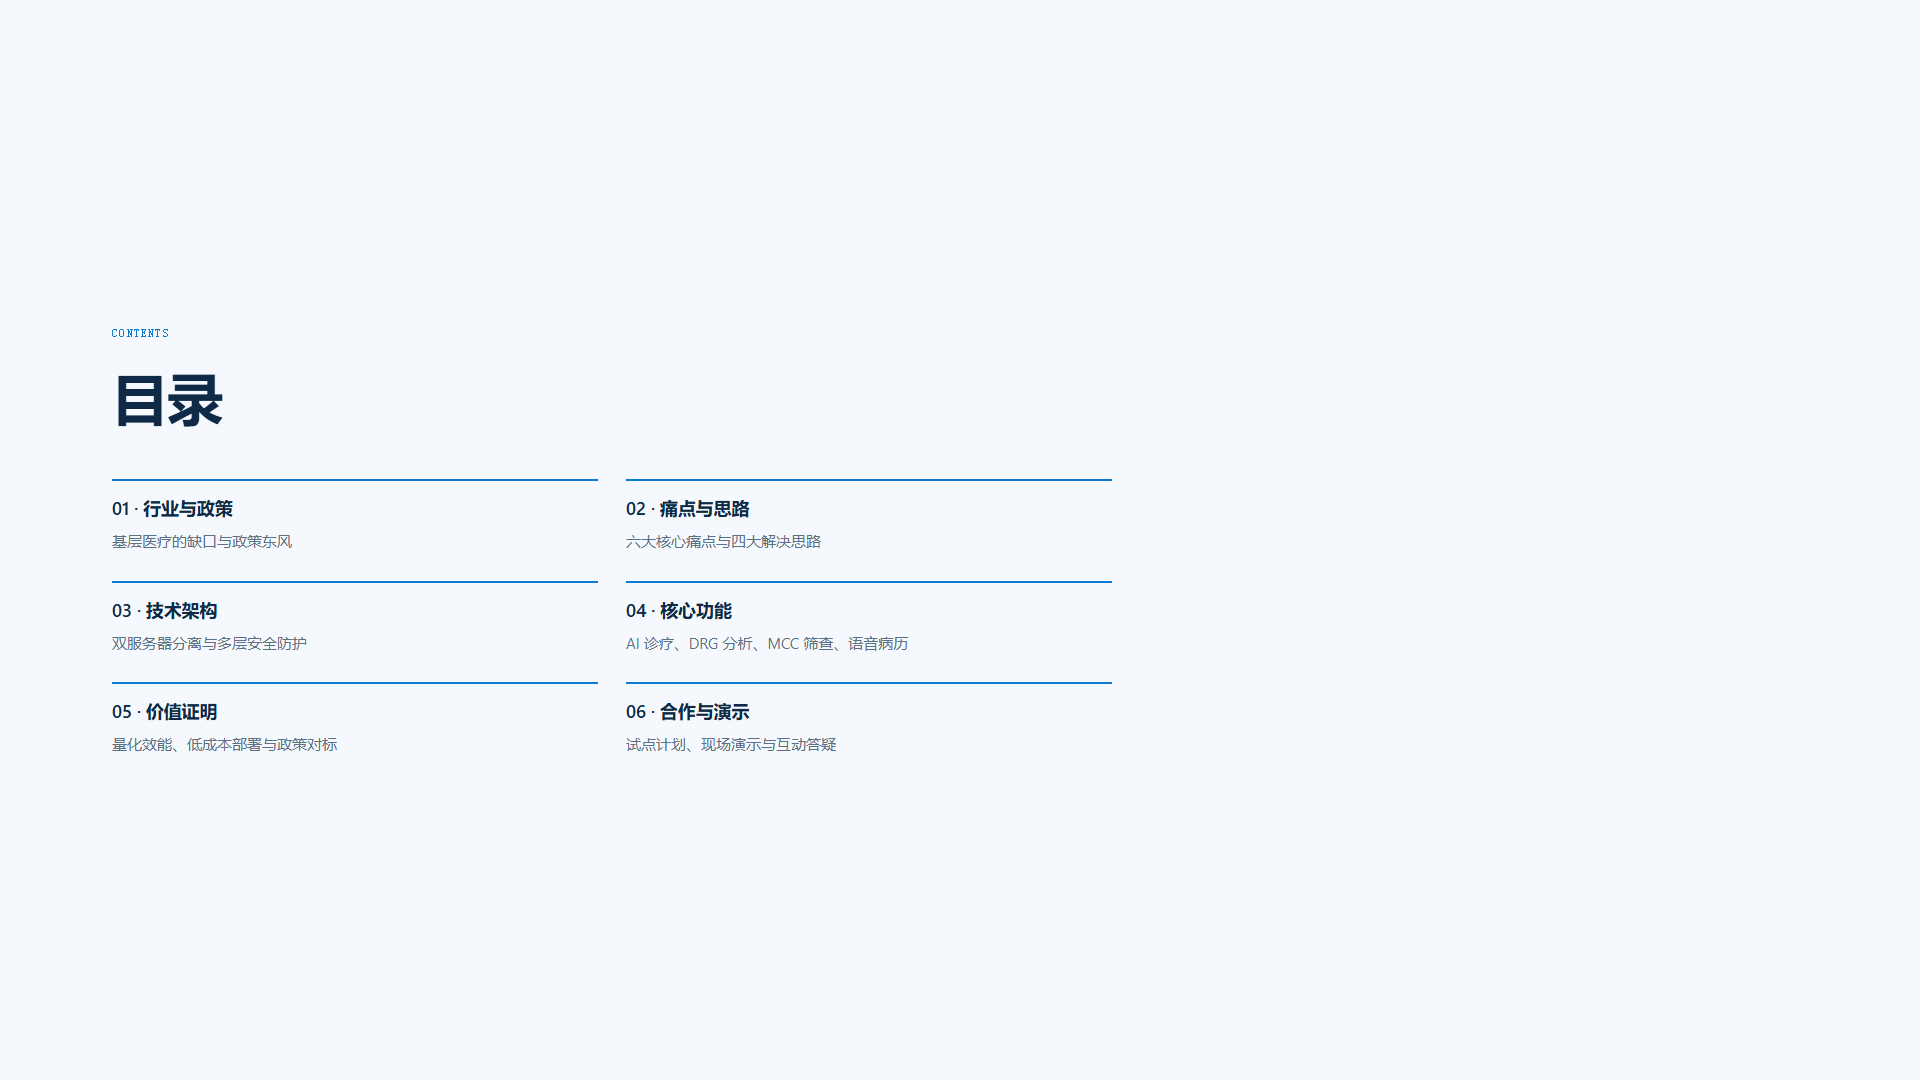 CONTENTS
目录
01 · 行业与政策
基层医疗的缺口与政策东风
02 · 痛点与思路
六大核心痛点与四大解决思路
03 · 技术架构
双服务器分离与多层安全防护
04 · 核心功能
AI 诊疗、DRG 分析、MCC 筛查、语音病历
05 · 价值证明
量化效能、低成本部署与政策对标
06 · 合作与演示
试点计划、现场演示与互动答疑